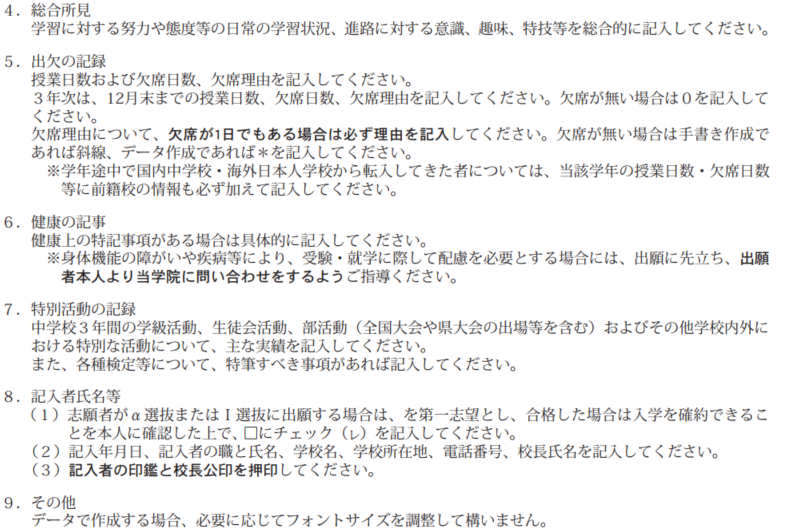 ４．総合所見
学習に対する努力や態度等の日常の学習状況、進路に対する意識、趣味、特技等を総合的に記入してください。
５．出欠の記録
授業日数および欠席日数、欠席理由を記入してください。
３年次は、12月末までの授業日数、欠席日数、欠席理由を記入してください。欠席が無い場合は０を記入して
ください。
欠席理由について、欠席が1日でもある場合は必ず理由を記入してください。欠席が無い場合は手書き作成で
あれば斜線、データ作成であれば＊を記入してください。
※学年途中で国内中学校・海外日本人学校から転入してきた者については、当該学年の授業日数・欠席日数
等に前籍校の情報も必ず加えて記入してください。
６．健康の記事
健康上の特記事項がある場合は具体的に記入してください。
※身体機能の障がいや疾病等により、受験・就学に際して配慮を必要とする場合には、出願に先立ち、出願
者本人より当学院に問い合わせをするようご指導ください。
７．特別活動の記録
中学校３年間の学級活動、生徒会活動、部活動（全国大会や県大会の出場等を含む）およびその他学校内外に
おける特別な活動について、主な実績を記入してください。
また、各種検定等について、特筆すべき事項があれば記入してください。
８．記入者氏名等
（１）志願者がα選抜またはⅠ選抜に出願する場合は、を第一志望とし、合格した場合は入学を確約できるこ
とを本人に確認した上で、□にチェック（レ）を記入してください。
（２）記入年月日、記入者の職と氏名、学校名、学校所在地、電話番号、校長氏名を記入してください。
（３）記入者の印鑑と校長公印を押印してください。
９．その他
データで作成する場合、必要に応じてフォントサイズを調整して構いません。